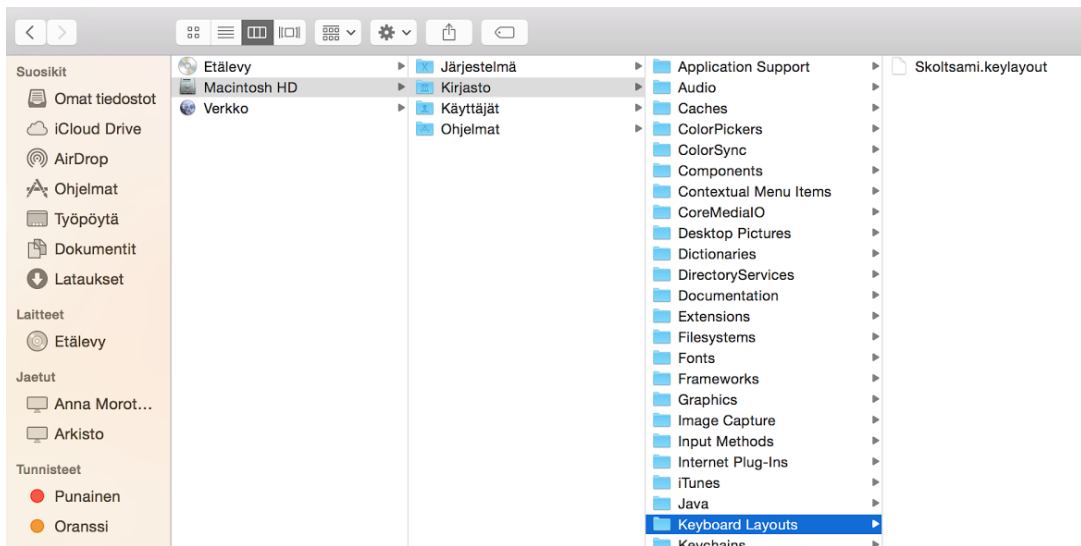 Suosikit
Omat tiedostot
iCloud Drive
AirDrop
Ohjelmat
Työpöytä
Dokumentit
Lataukset
Laitteet
Etälevy
Jaetut
Anna Morot...
Arkisto
Tunnisteet
Punainen
Oranssi
Etälevy
Macintosh HD
Verkko
Järjestelmä
Kirjasto
Käyttäjät
Ohjelmat
Application Support
Audio
Caches
ColorPickers
ColorSync
Components
Contextual Menu Items
CoreMediaIO
Desktop Pictures
Dictionaries
DirectoryServices
Documentation
Extensions
Filesystems
Fonts
Frameworks
Graphics
Image Capture
Input Methods
Internet Plug-Ins
iTunes
Java
Keyboard Layouts
Keychains
Skoltsami.keylayout